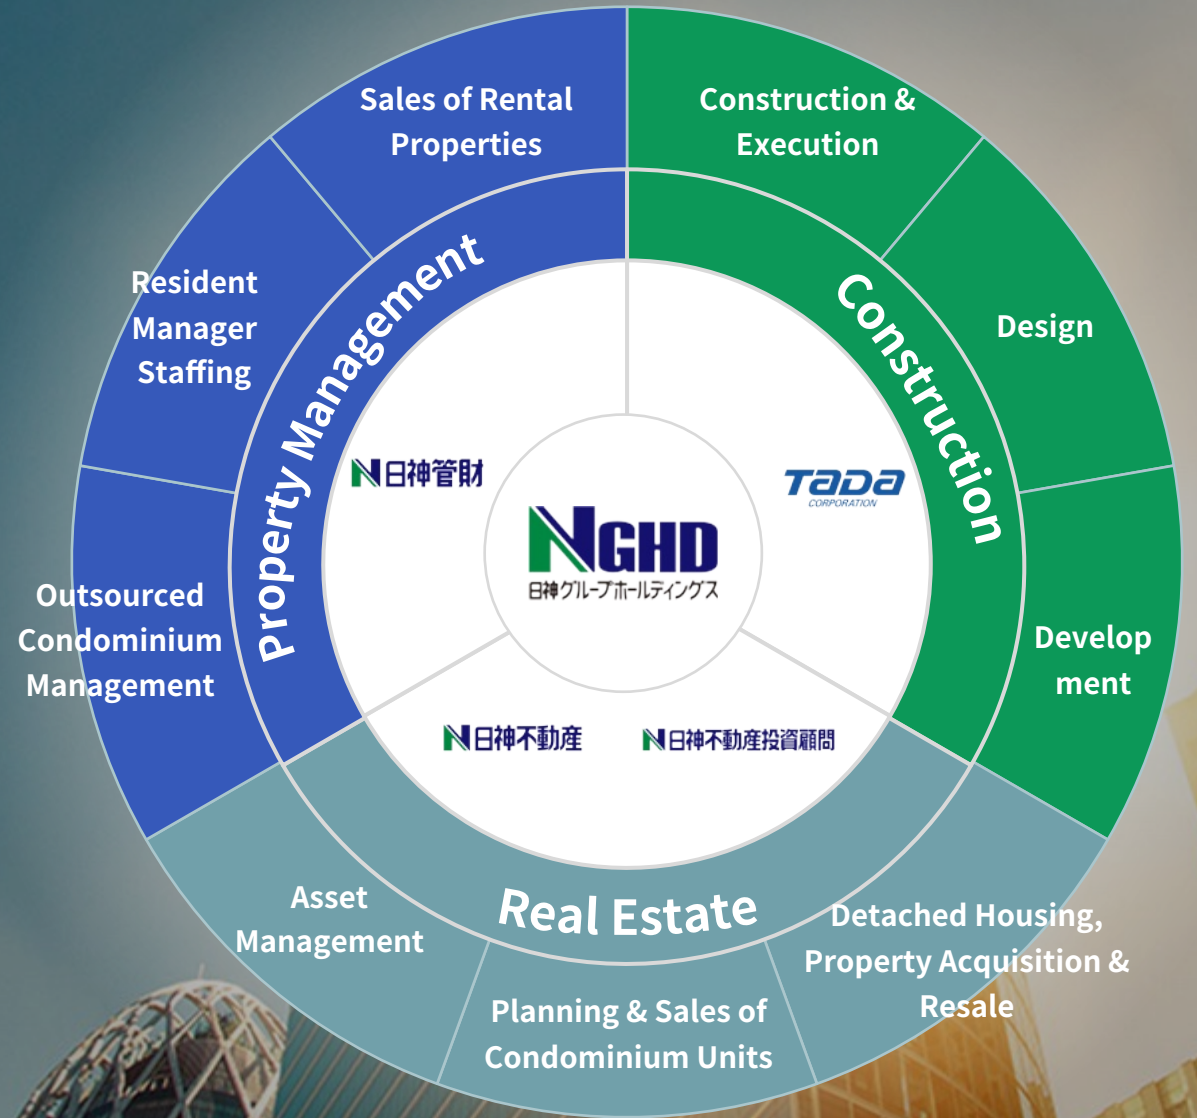 Sales of Rental
Properties
Construction &
Execution
Resident
Manager
Staffing
Property Management
Construction
Design
日神管財
TADA
CORPORATION
NGHD
日神グループホールディングス
Outsourced
Condominium
Management
Develop
ment
日神不動産
日神不動産投資顧問
Asset
Management
Real Estate
Detached Housing,
Property Acquisition &
Resale
Planning & Sales of
Condominium Units